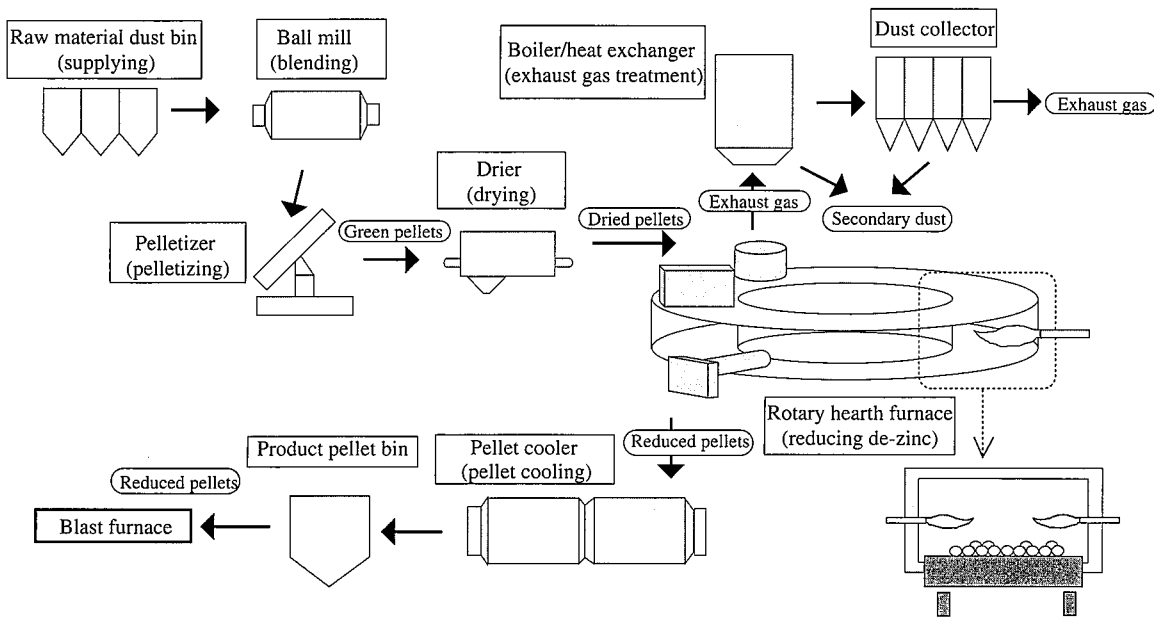 Raw material dust bin
(supplying)
Ball mill
(blending)
Boiler/heat exchanger
(exhaust gas treatment)
Dust collector
Exhaust gas
Drier
(drying)
Exhaust gas
Secondary dust
Pelletizer
(pelletizing)
Green pellets
Dried pellets
Rotary hearth furnace
(reducing de-zinc)
Reduced pellets
Pellet cooler
(pellet cooling)
Product pellet bin
Reduced pellets
Blast furnace